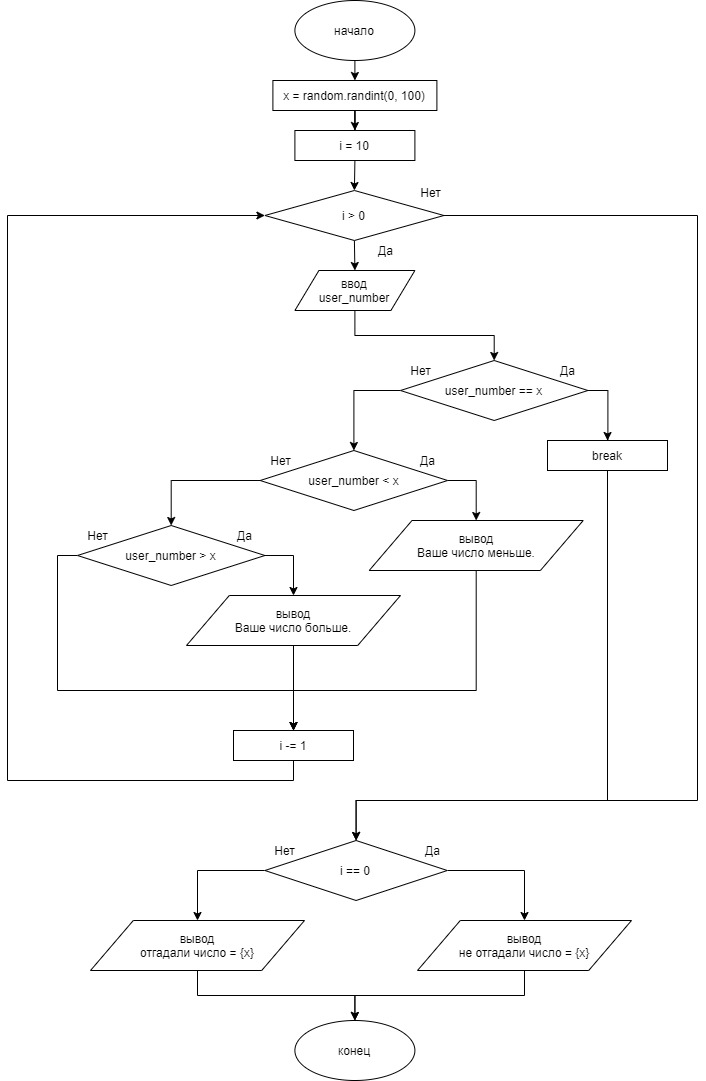 начало
x = random.randint(0, 100)
i = 10
Нет
i > 0
Да
ввод
user_number
Нет
Да
user_number == x
break
Нет
Да
user_number < x
Нет
Да
user_number > x
вывод
Ваше число меньше.
вывод
Ваше число больше.
i -= 1
Нет
Да
i == 0
вывод
отгадали число = {x}
вывод
не отгадали число = {x}
конец